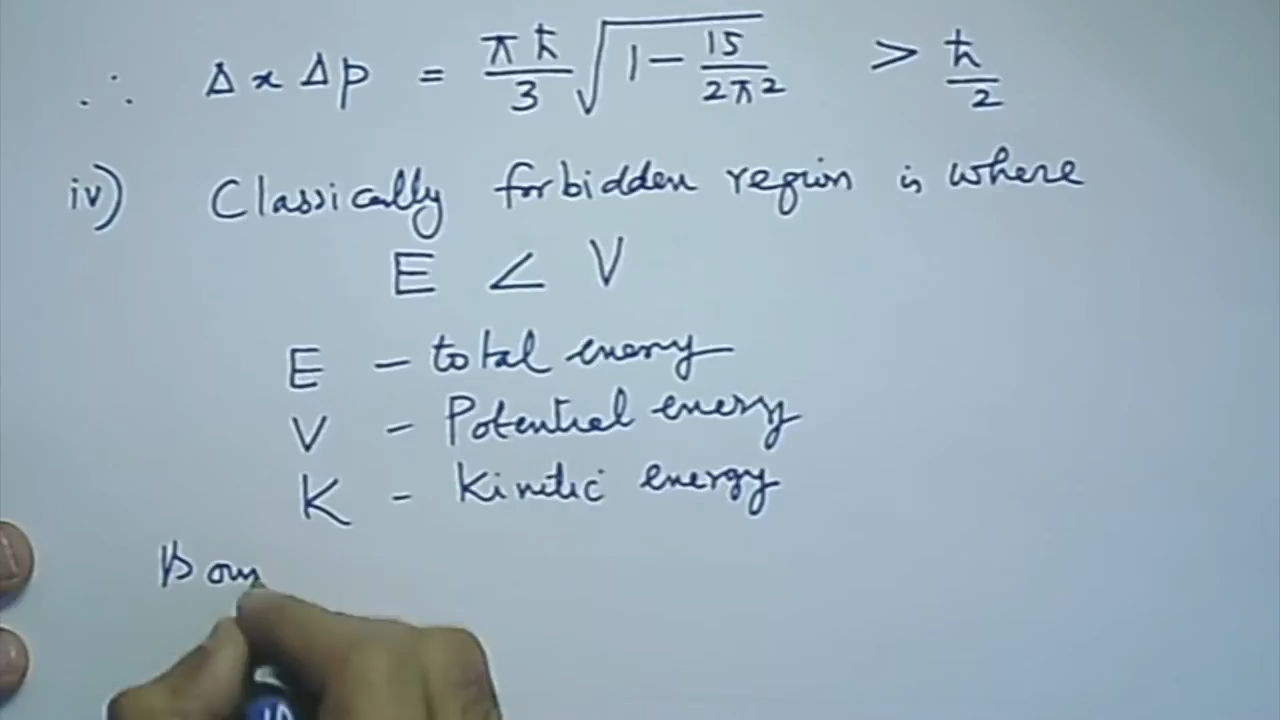 ∴ Δx Δp = πħ/3 √(1 - 15/2π²) > ħ/2
iv) Classically forbidden region is where
E < V
E - total energy
V - Potential energy
K - Kinetic energy
Boun